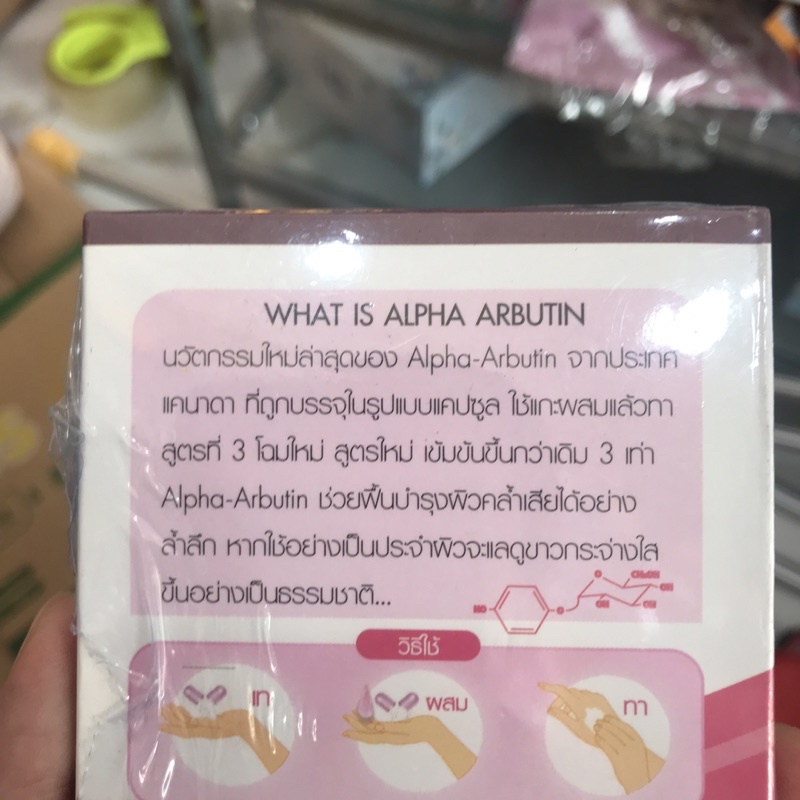 WHAT IS ALPHA ARBUTIN
นวัตกรรมใหม่ล่าสุดของ Alpha-Arbutin จากประเทศ
แคนาดา ที่ถูกบรรจุในรูปแบบแคปซูล ใช้แกะผสมแล้วทา
สูตรที่ 3 โฉมใหม่ สูตรใหม่ เข้มข้นขึ้นกว่าเดิม 3 เท่า
Alpha-Arbutin ช่วยฟื้นบำรุงผิวคล้ำเสียได้อย่าง
ล้ำลึก หากใช้อย่างเป็นประจำผิวจะแลดูขาวกระจ่างใส
ขึ้นอย่างเป็นธรรมชาติ...
HO O O CH₂OH OH OH OH
วิธีใช้
เท ผสม ทา